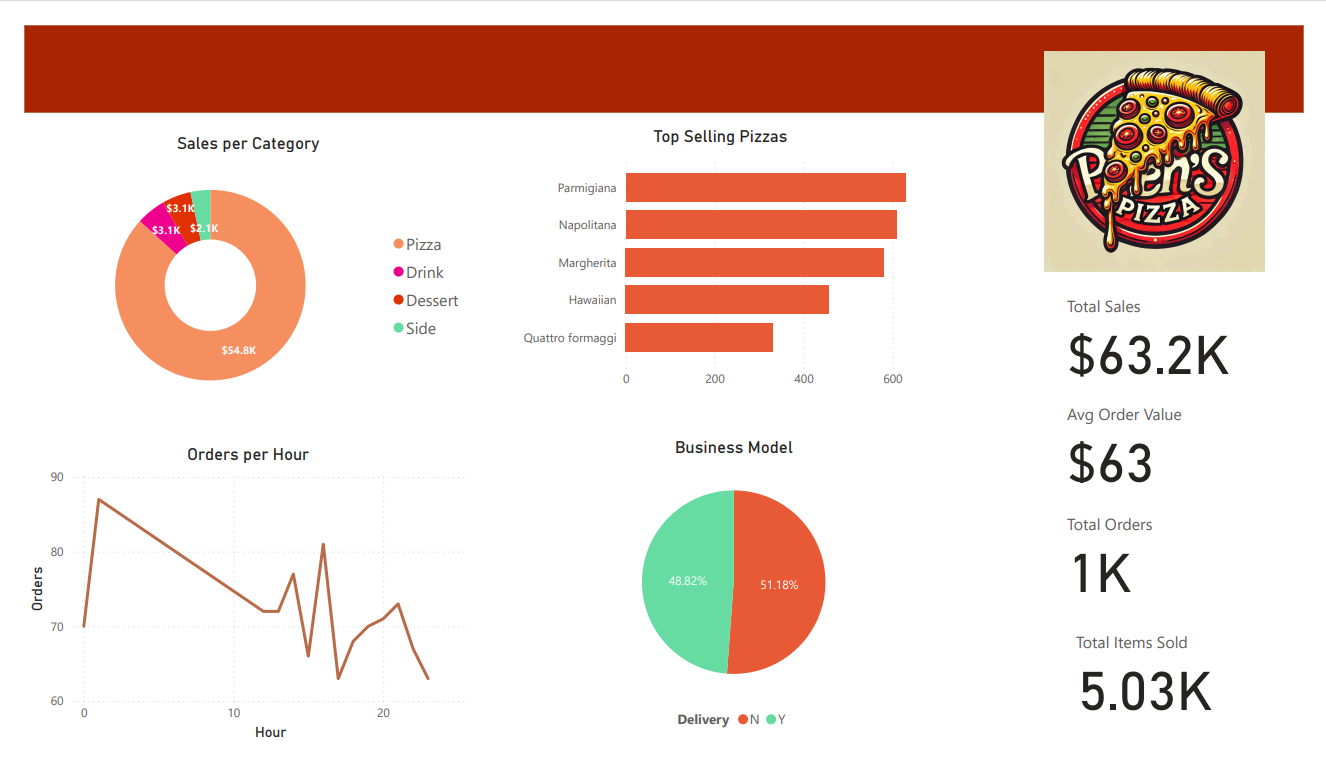 Sales per Category
$3.1K
$3.1K
$2.1K
$54.8K
Pizza
Drink
Dessert
Side
Top Selling Pizzas
Parmigiana
Napolitana
Margherita
Hawaiian
Quattro formaggi
0 200 400 600
PIZZA
Total Sales
$63.2K
Avg Order Value
$63
Total Orders
1K
Total Items Sold
5.03K
Orders per Hour
Orders
90
80
70
60
0 10 20
Hour
Business Model
48.82%
51.18%
Delivery N Y